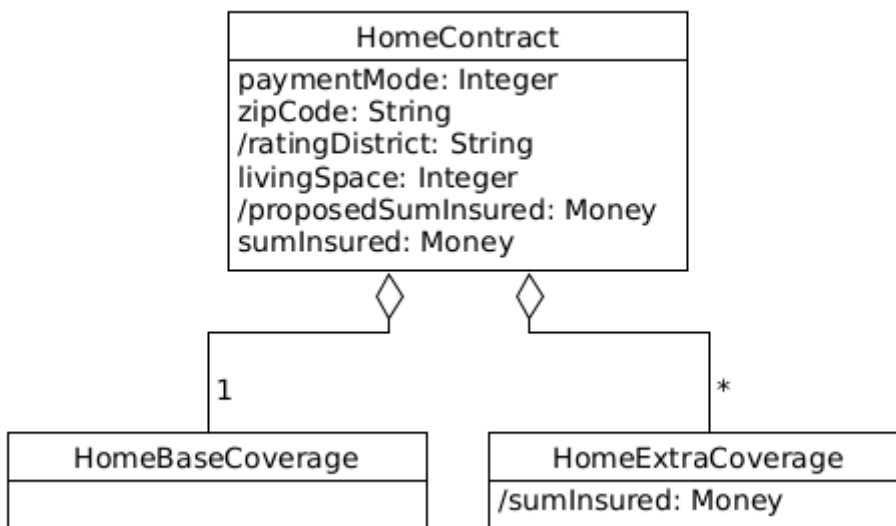 HomeContract
paymentMode: Integer
zipCode: String
/ratingDistrict: String
livingSpace: Integer
/proposedSumInsured: Money
sumInsured: Money
1
*
HomeBaseCoverage
HomeExtraCoverage
/sumInsured: Money